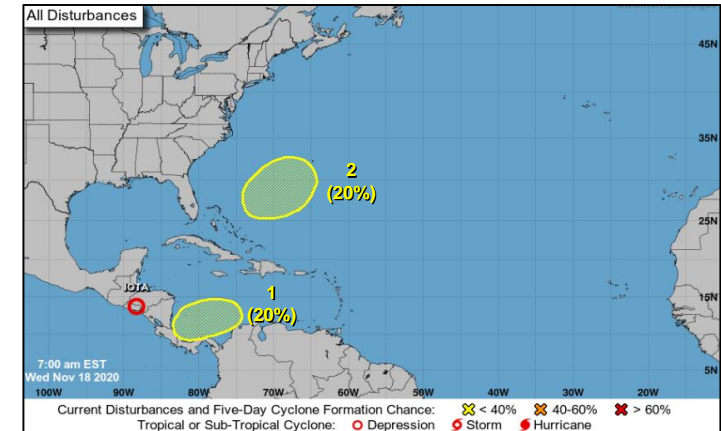 All Disturbances
45N
35N
2
(20%)
25N
IOTA
15N
1
(20%)
7:00 am EST
Wed Nov 18 2020
5N
100W 90W 80W 70W 60W 50W 40W 30W 20W
Current Disturbances and Five-Day Cyclone Formation Chance: < 40% 40-60% > 60%
Tropical or Sub-Tropical Cyclone: Depression Storm Hurricane